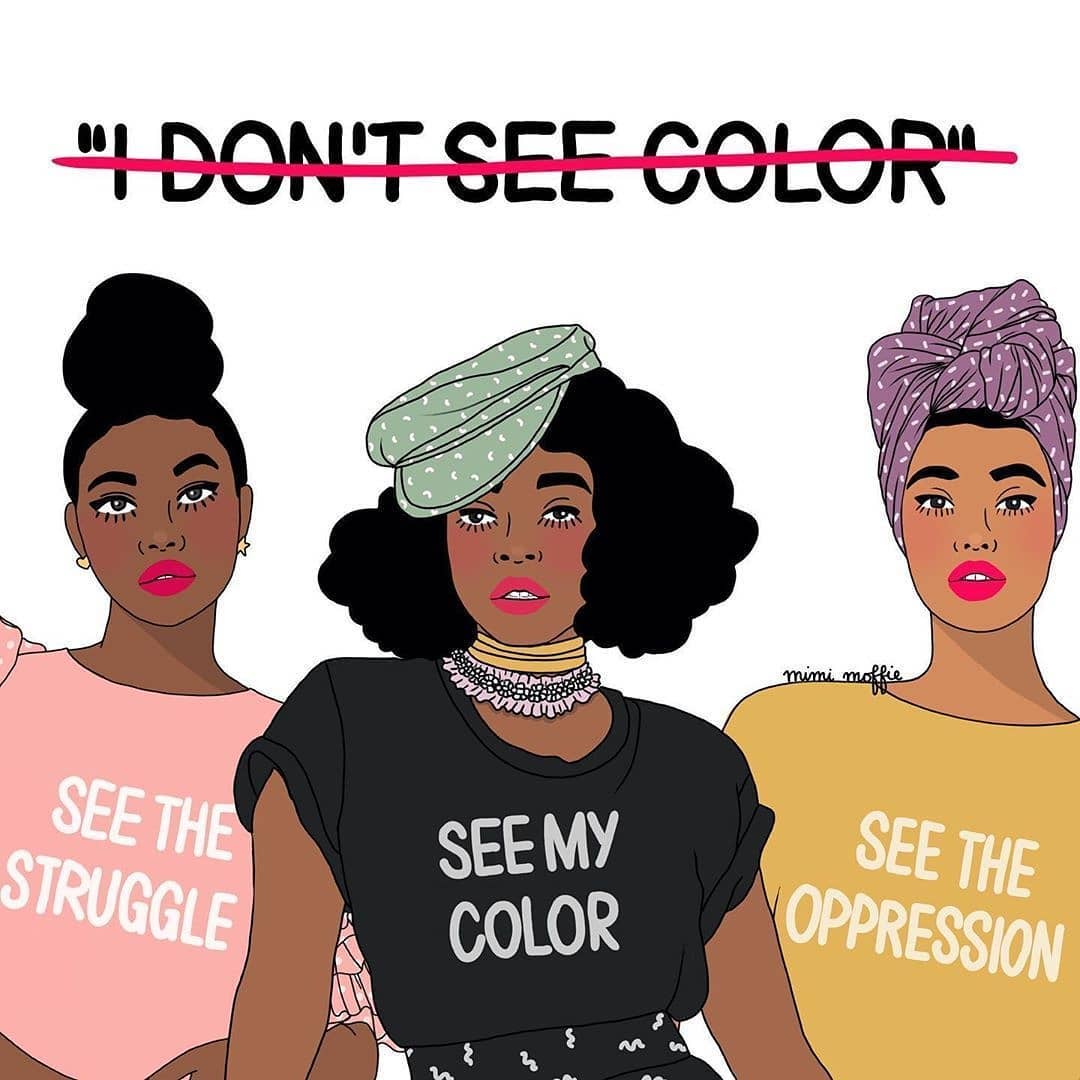 "I DON'T SEE COLOR"
mimi moffie
SEE THE
STRUGGLE
SEE MY
COLOR
SEE THE
OPPRESSION